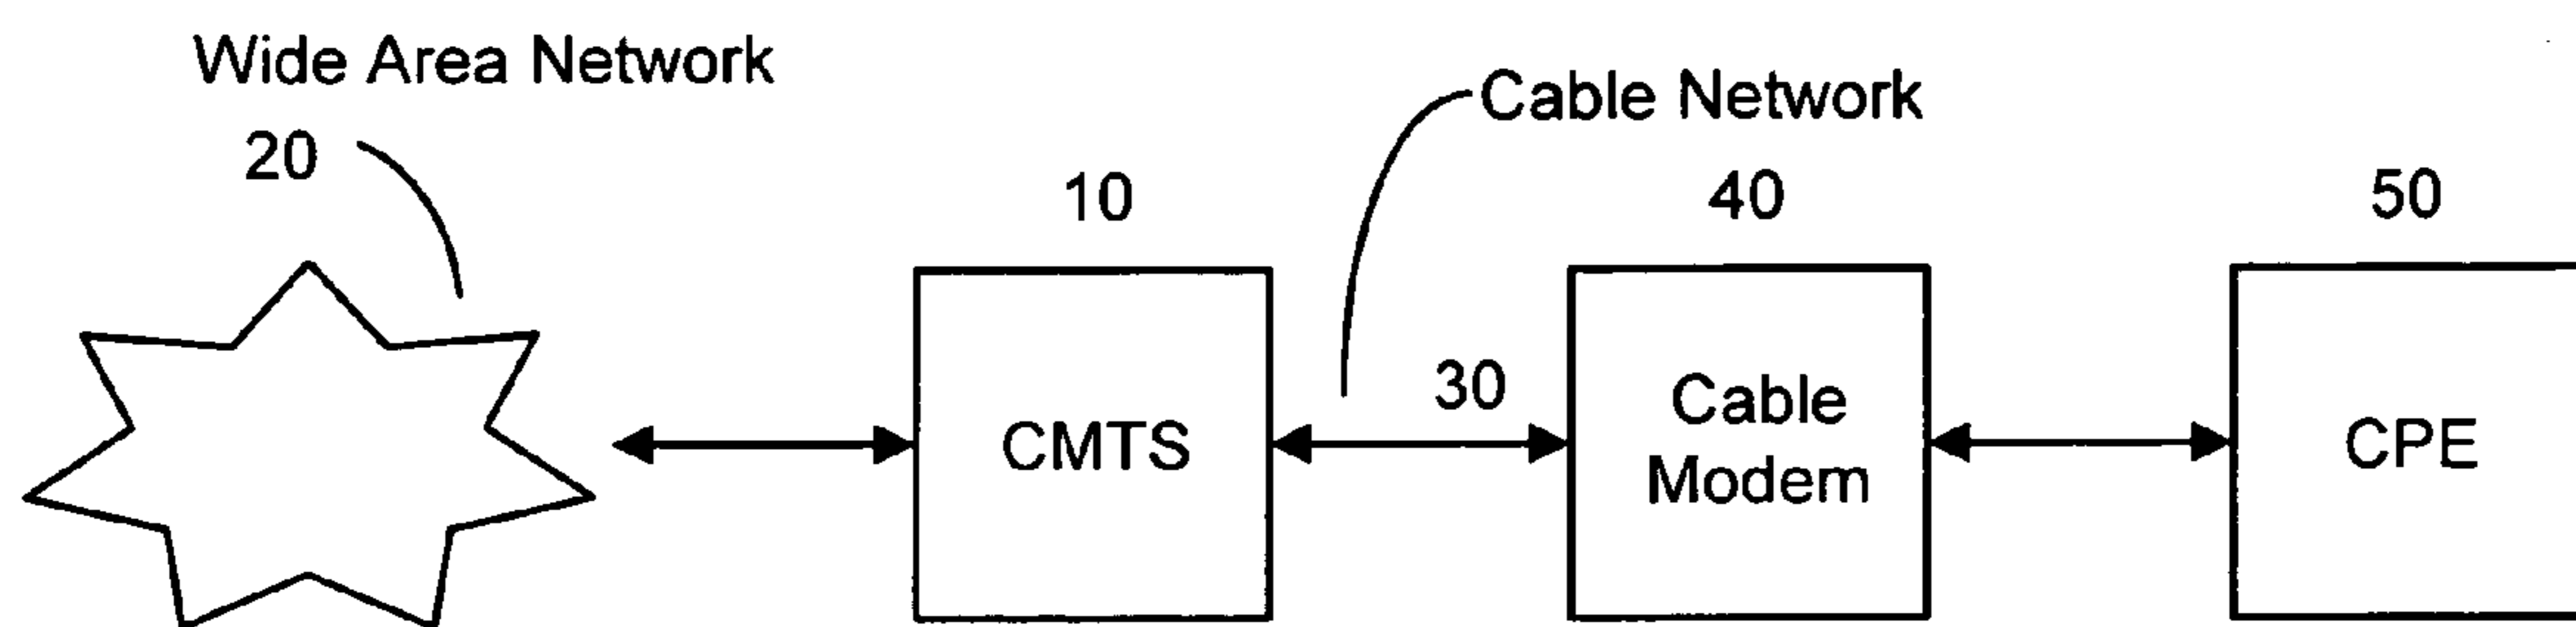 Wide Area Network
20
Cable Network
10
40
50
30
CMTS
Cable
Modem
CPE